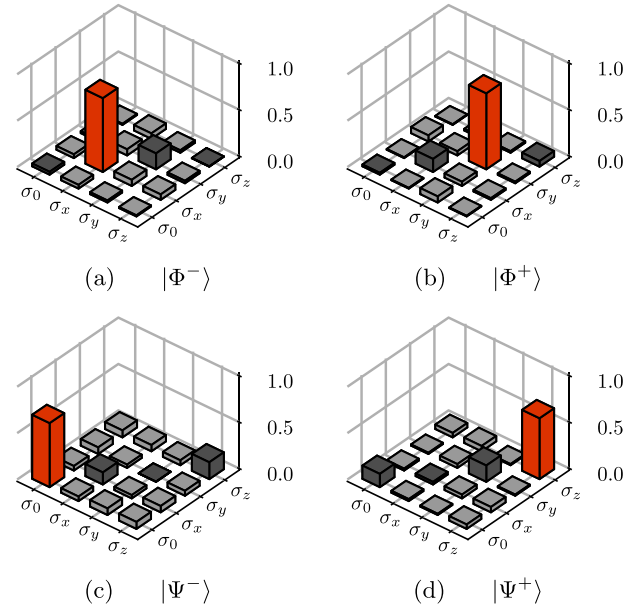 1.0
0.5
0.0
σ0 σx σy σz
σ0 σx σy σz
(a) |Φ−⟩
1.0
0.5
0.0
σ0 σx σy σz
σ0 σx σy σz
(b) |Φ+⟩
1.0
0.5
0.0
σ0 σx σy σz
σ0 σx σy σz
(c) |Ψ−⟩
1.0
0.5
0.0
σ0 σx σy σz
σ0 σx σy σz
(d) |Ψ+⟩